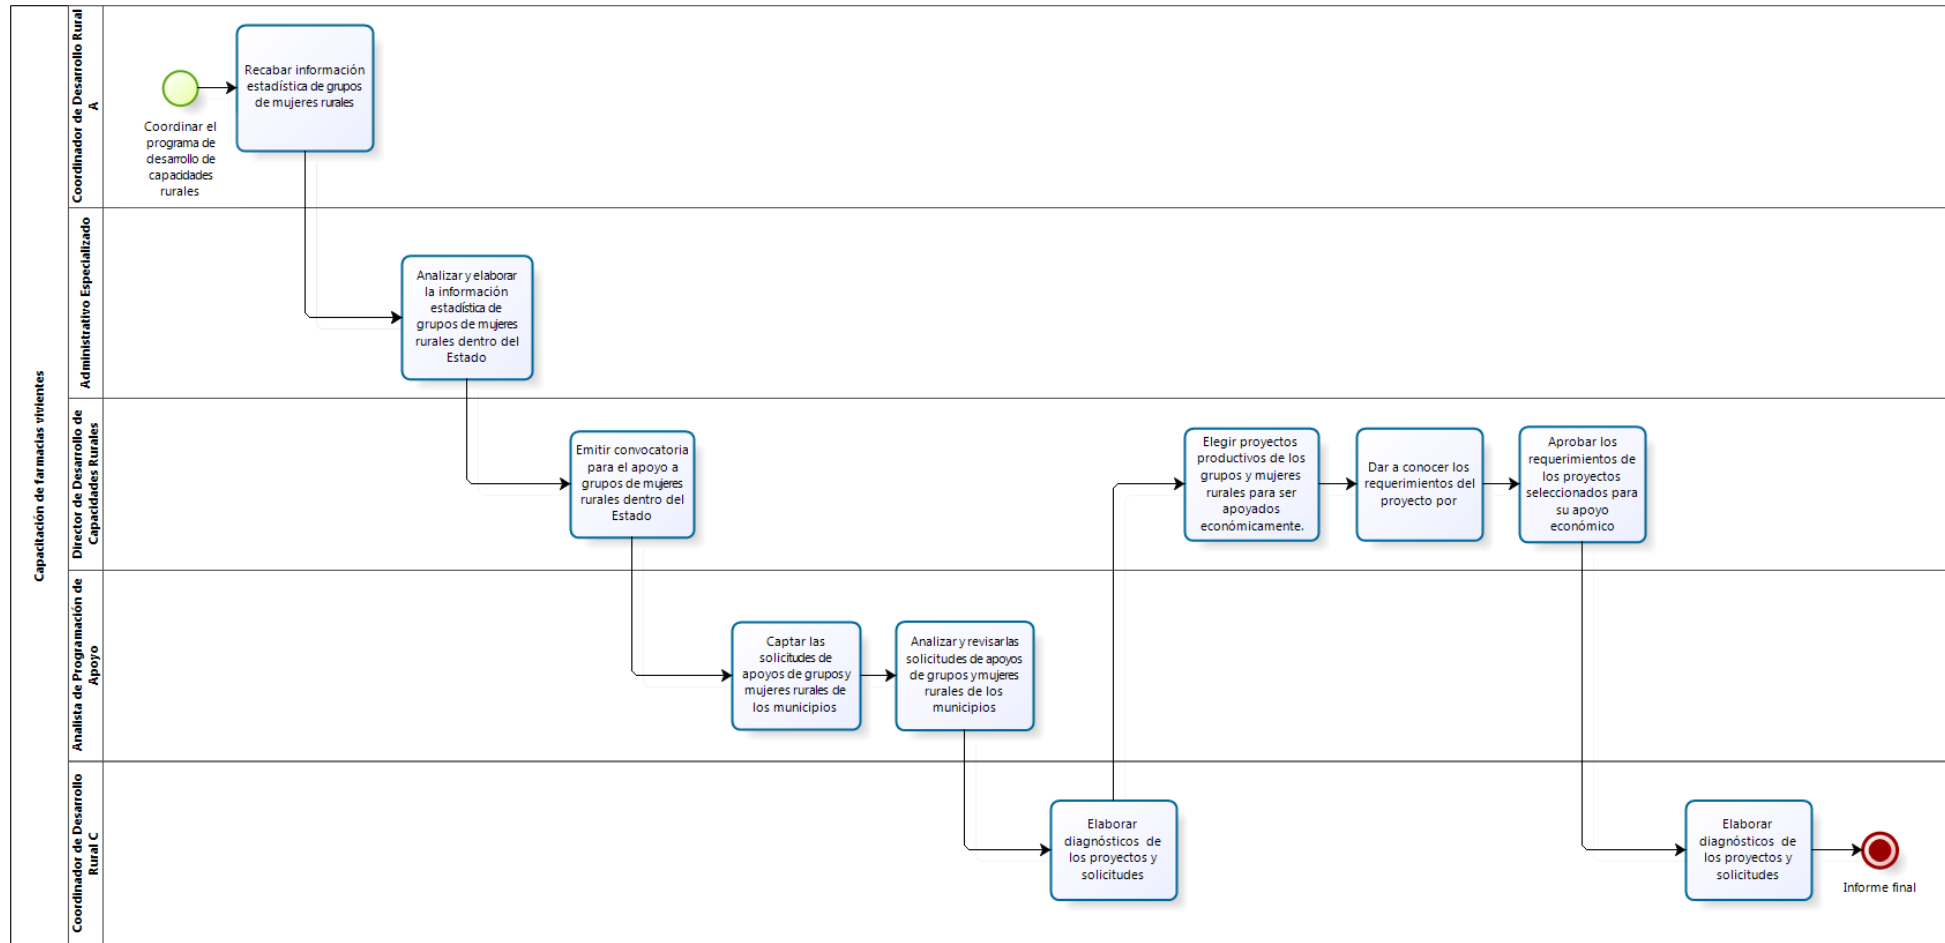 Capacitación de farmacias vivientes
Coordinador de Desarrollo Rural
A
Coordinar el
programa de
desarrollo de
capacidades
rurales
Recabar información
estadística de grupos
de mujeres rurales
Administrativo Especializado
Analizar y elaborar
la información
estadística de
grupos de mujeres
rurales dentro del
Estado
Director de Desarrollo de
Capacidades Rurales
Emitir convocatoria
para el apoyo a
grupos de mujeres
rurales dentro del
Estado
Elegir proyectos
productivos de los
grupos y mujeres
rurales para ser
apoyados
económicamente.
Dar a conocer los
requerimientos del
proyecto por
Aprobar los
requerimientos de
los proyectos
seleccionados para
su apoyo
económico
Analista de Programación de
Apoyo
Captar las
solicitudes de
apoyos de grupos y
mujeres rurales de
los municipios
Analizar y revisar las
solicitudes de apoyos
de grupos y mujeres
rurales de los
municipios
Coordinador de Desarrollo
Rural C
Elaborar
diagnósticos de
los proyectos y
solicitudes
Elaborar
diagnósticos de
los proyectos y
solicitudes
Informe final